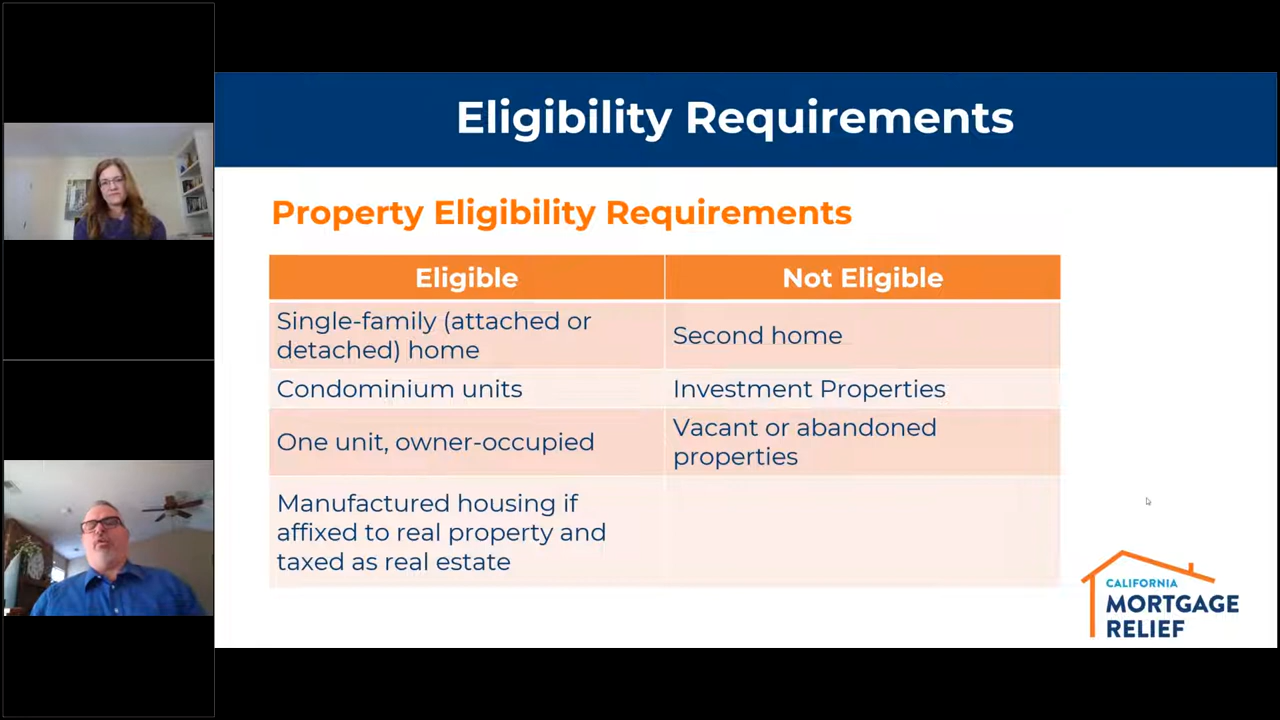 Eligibility Requirements
Property Eligibility Requirements
Eligible
Not Eligible
Single-family (attached or
detached) home
Second home
Condominium units
Investment Properties
One unit, owner-occupied
Vacant or abandoned
properties
Manufactured housing if
affixed to real property and
taxed as real estate
CALIFORNIA
MORTGAGE
RELIEF